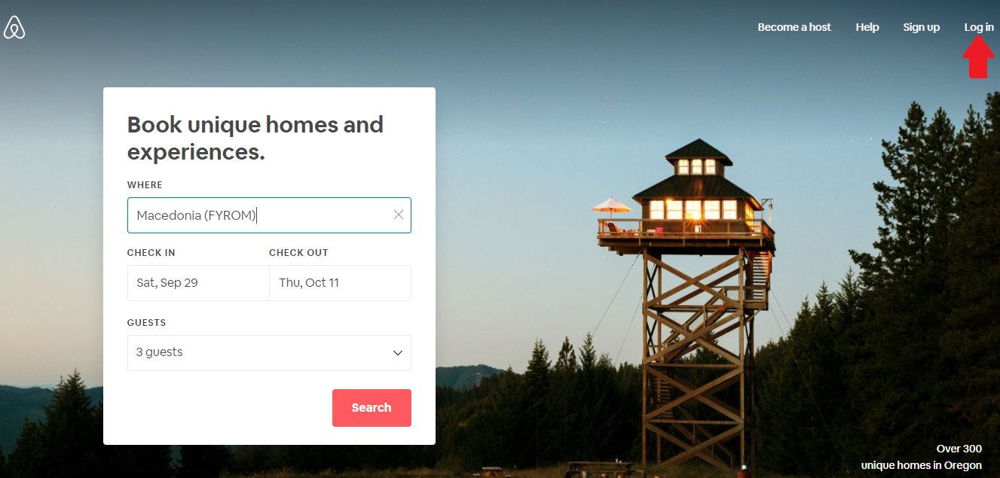 Become a host Help Sign up Log in
Book unique homes and
experiences.
WHERE
Macedonia (FYROM)
CHECK IN CHECK OUT
Sat, Sep 29 Thu, Oct 11
GUESTS
3 guests
Search
Over 300
unique homes in Oregon